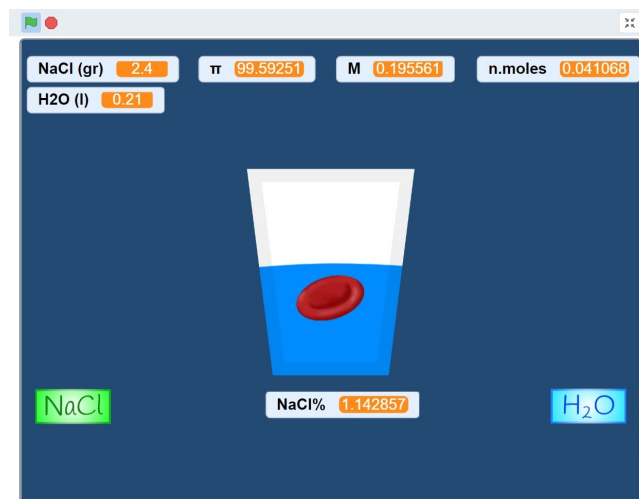 NaCl (gr) 2.4 π 99.59251 M 0.195561 n.moles 0.041068
H2O (l) 0.21
NaCl NaCl% 1.142857 H₂O